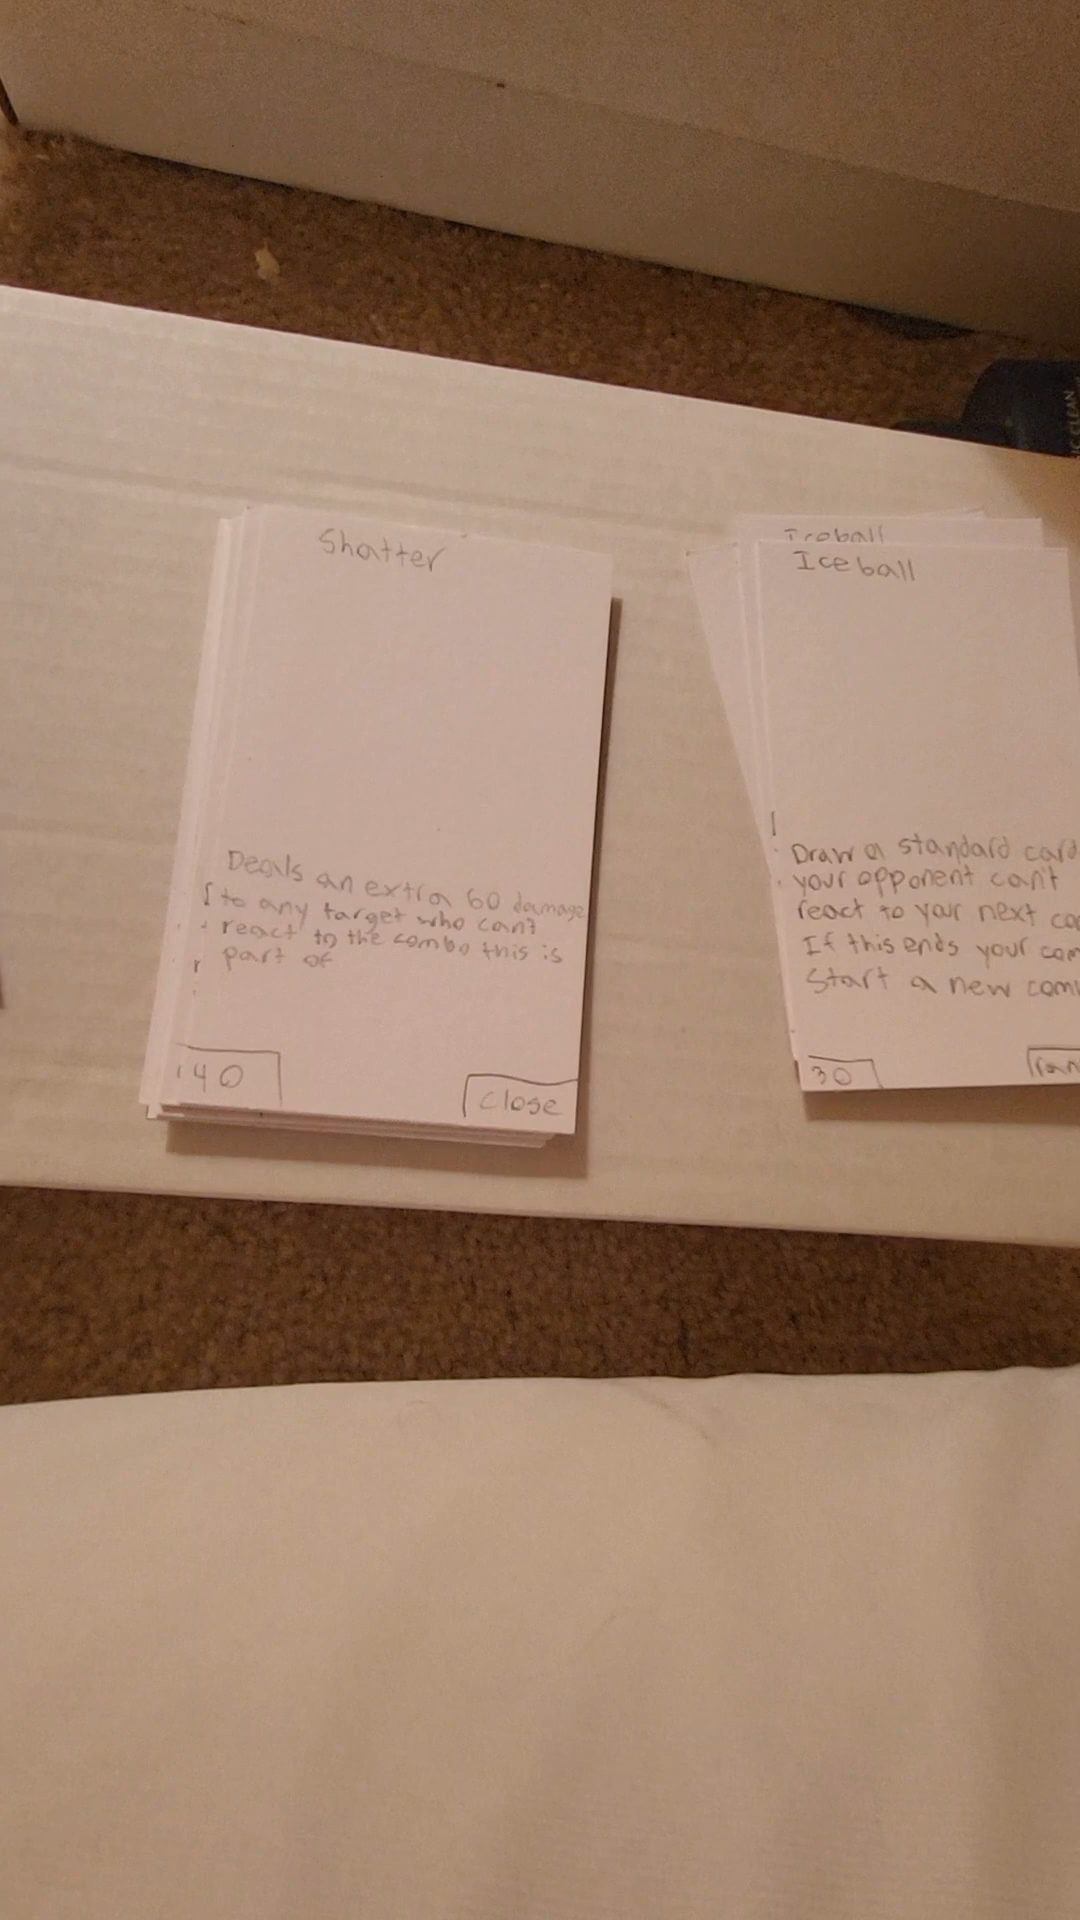 Shatter
Deals an extra 60 damage
to any target who can't
react to the combo this is
part of
40
Close
Iceball
Draw a standard card
your opponent can't
react to your next
If this ends your
Start a new
30
CLEAN